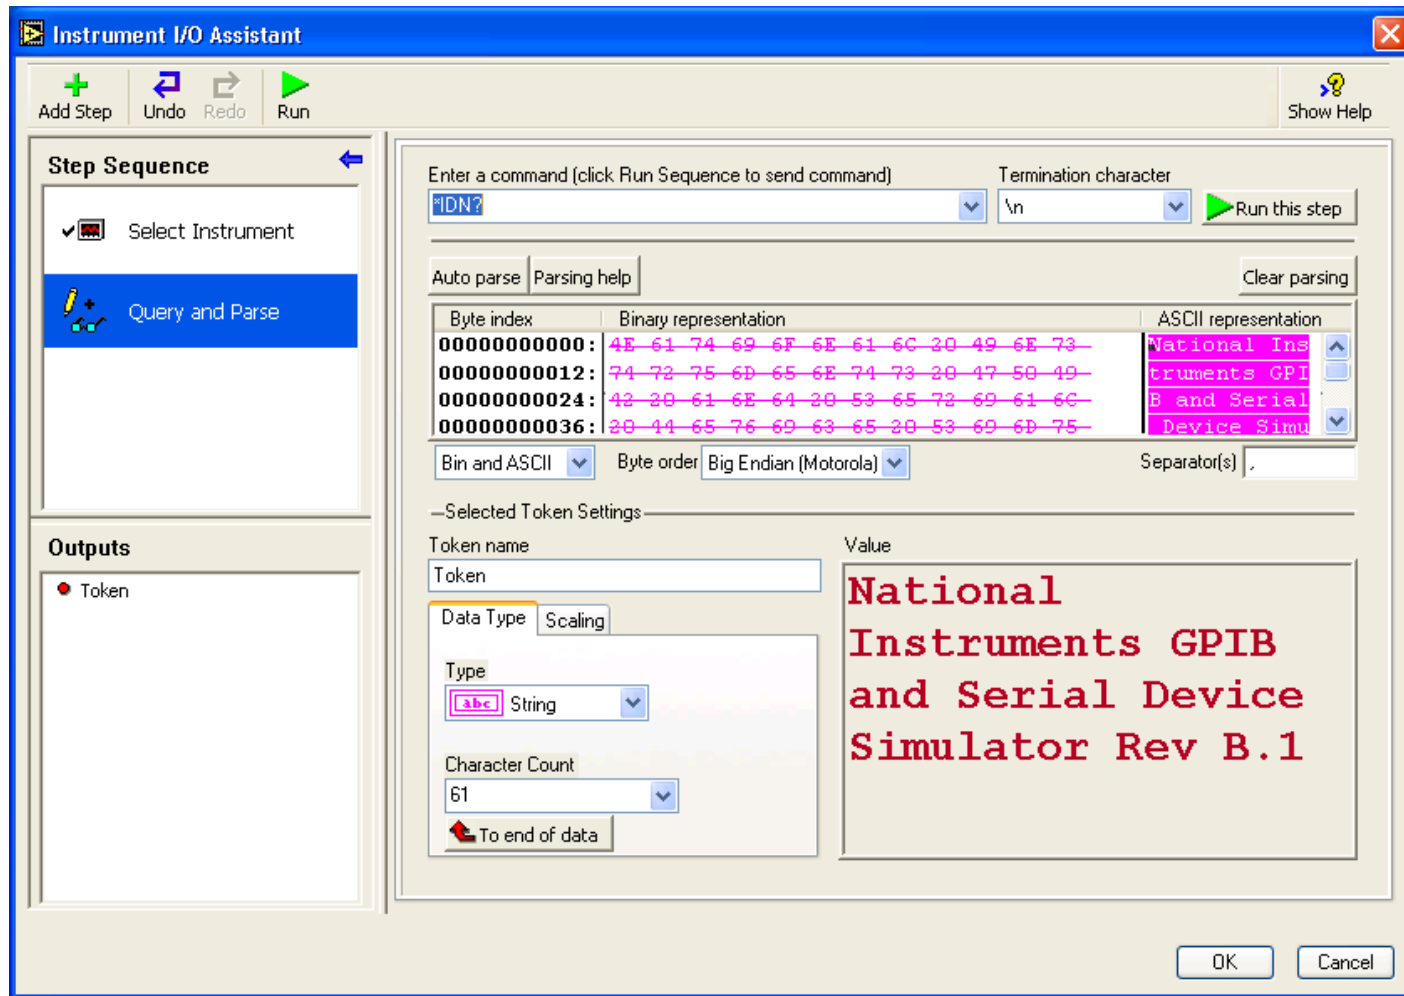 Instrument I/O Assistant
Add Step
Undo
Redo
Run
Show Help
Step Sequence
Select Instrument
Query and Parse
Outputs
Token
Enter a command (click Run Sequence to send command)
Termination character
*IDN?
\n
Run this step
Auto parse
Parsing help
Clear parsing
Byte index
Binary representation
ASCII representation
00000000000: 4E 61 74 69 6F 6E 61 6C 20 49 6E 73 National Ins
00000000012: 74 72 75 6D 65 6E 74 73 20 47 50 49 truments GPI
00000000024: 42 20 61 6E 64 20 53 65 72 69 61 6C B and Serial
00000000036: 20 44 65 76 69 63 65 20 53 69 6D 75 Device Simu
Bin and ASCII
Byte order
Big Endian (Motorola)
Separator(s)
,
Selected Token Settings
Token name
Token
Data Type
Scaling
Type
abc
String
Character Count
61
To end of data
Value
National
Instruments GPIB
and Serial Device
Simulator Rev B.1
OK
Cancel